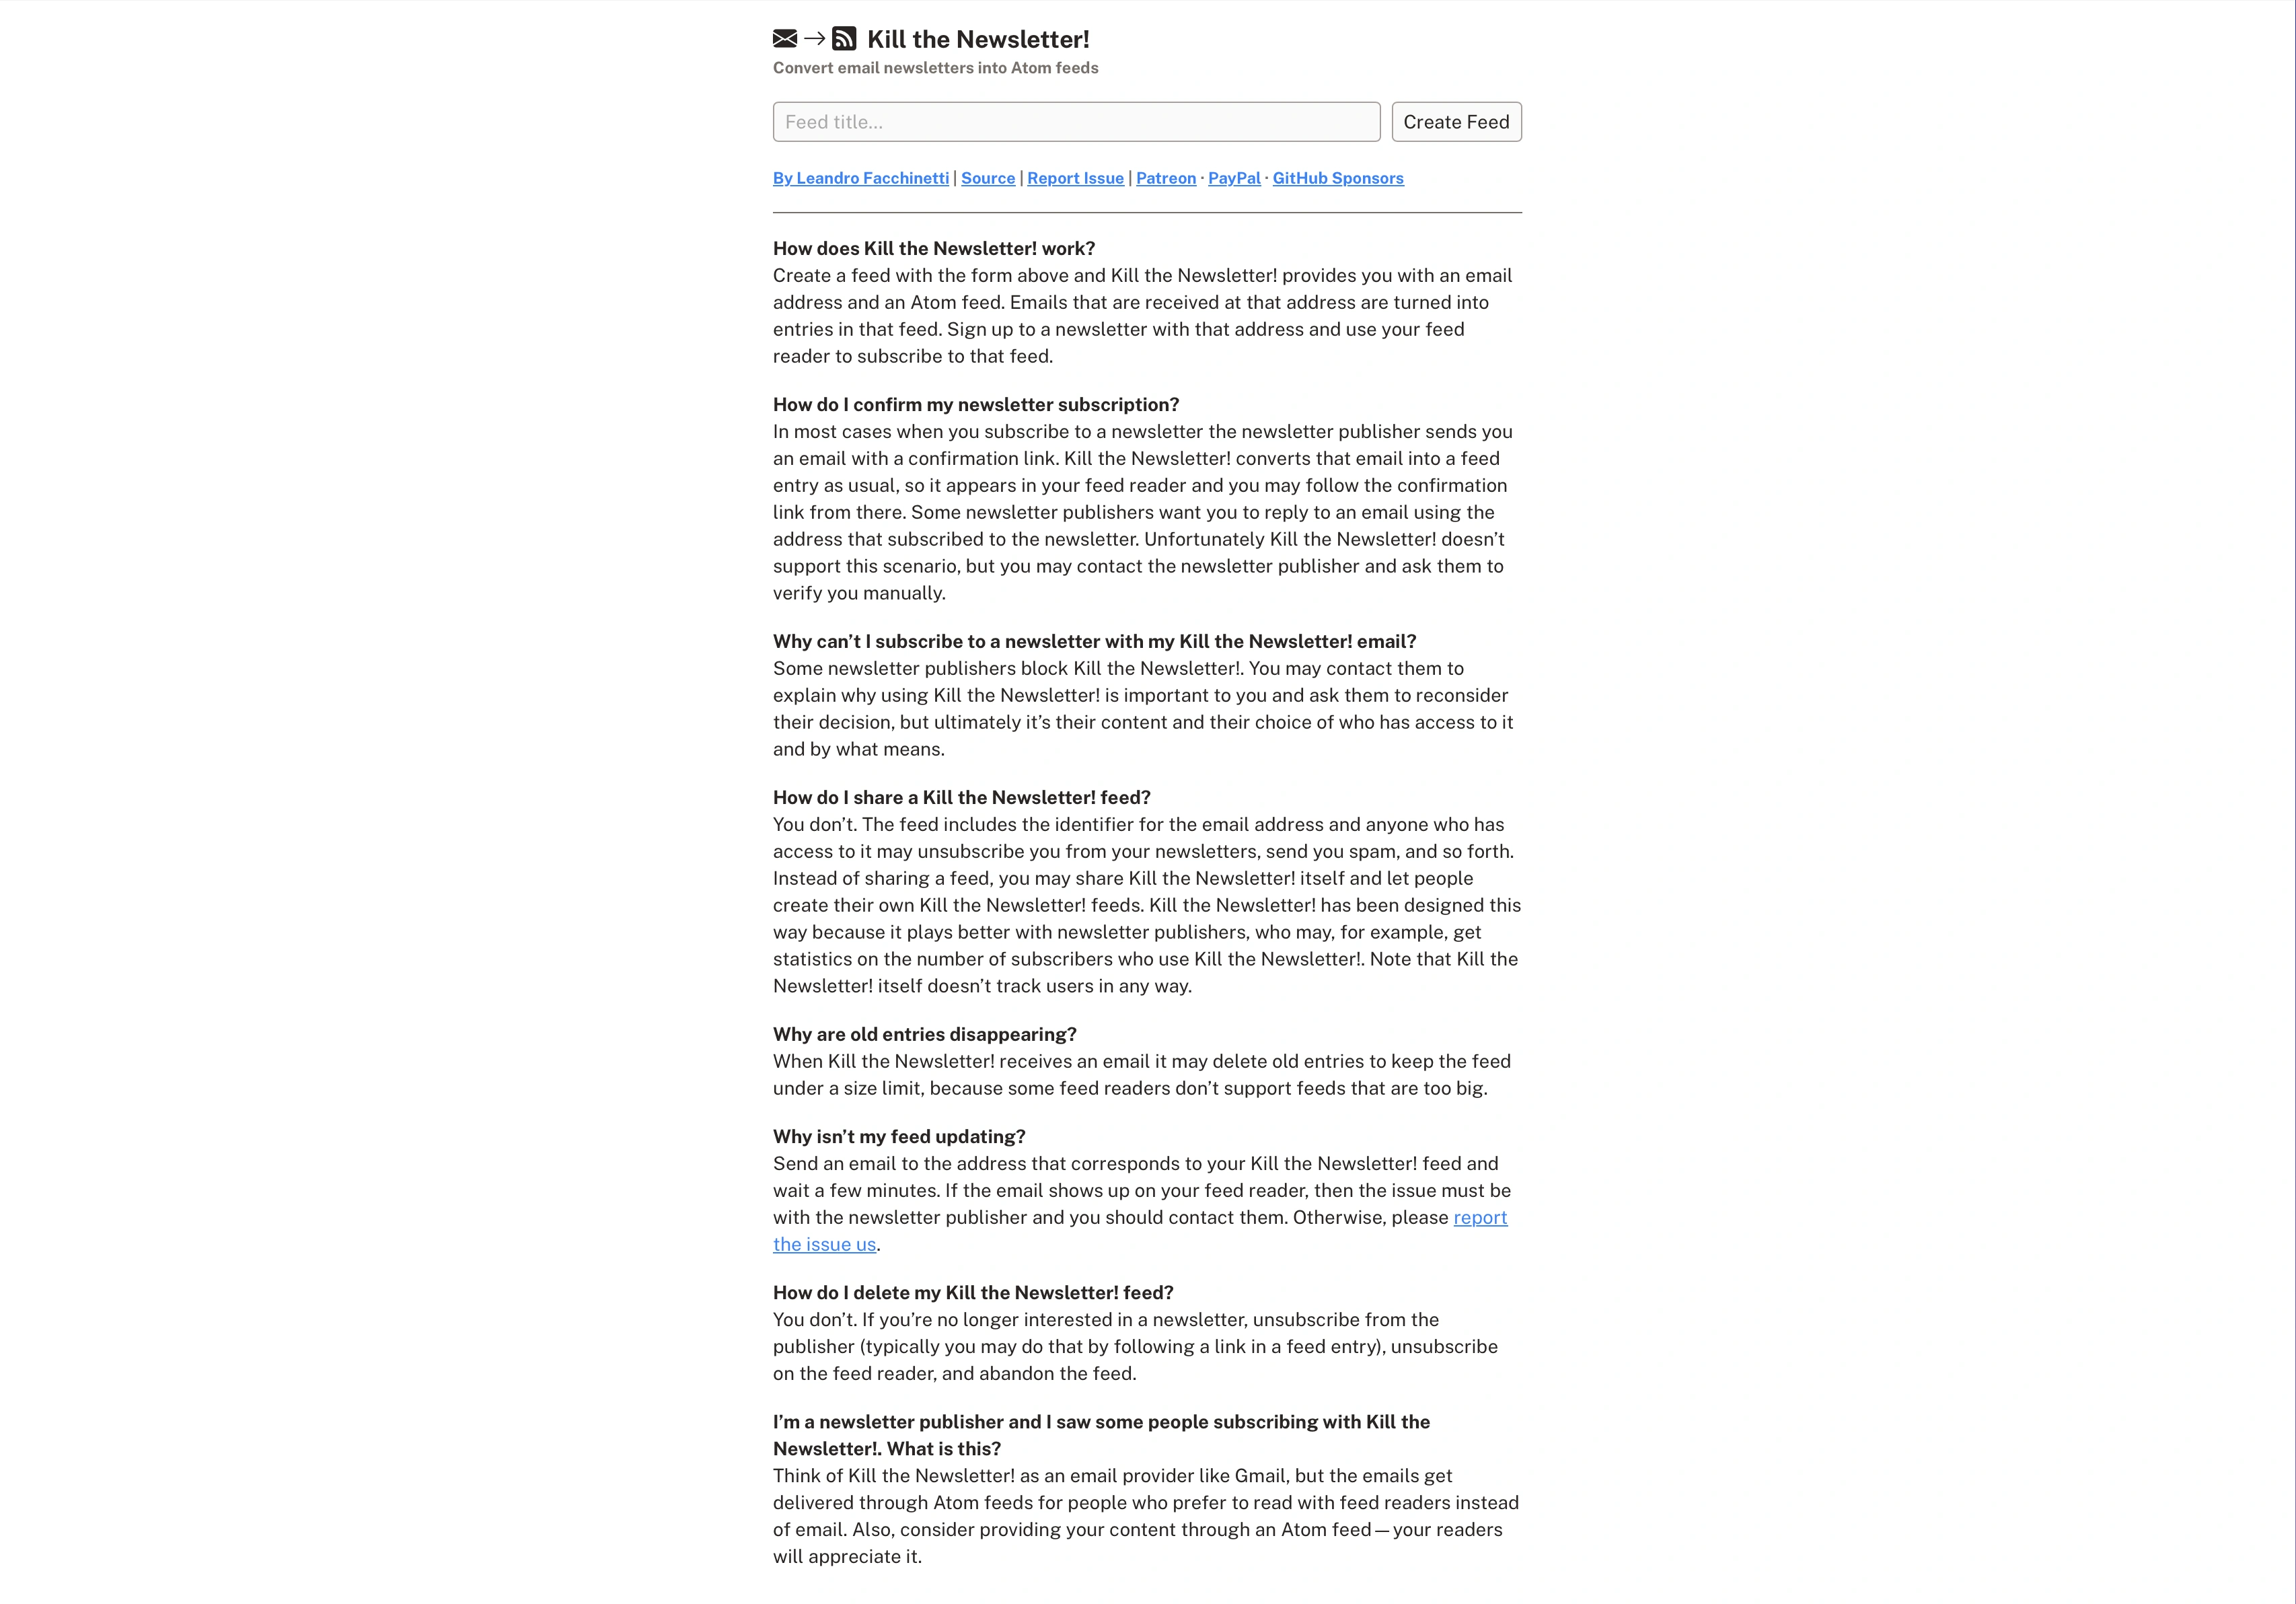 Kill the Newsletter!
Convert email newsletters into Atom feeds
Feed title…
Create Feed
By Leandro Facchinetti | Source | Report Issue | Patreon · PayPal · GitHub Sponsors
How does Kill the Newsletter! work?
Create a feed with the form above and Kill the Newsletter! provides you with an email
address and an Atom feed. Emails that are received at that address are turned into
entries in that feed. Sign up to a newsletter with that address and use your feed
reader to subscribe to that feed.
How do I confirm my newsletter subscription?
In most cases when you subscribe to a newsletter the newsletter publisher sends you
an email with a confirmation link. Kill the Newsletter! converts that email into a feed
entry as usual, so it appears in your feed reader and you may follow the confirmation
link from there. Some newsletter publishers want you to reply to an email using the
address that subscribed to the newsletter. Unfortunately Kill the Newsletter! doesn’t
support this scenario, but you may contact the newsletter publisher and ask them to
verify you manually.
Why can’t I subscribe to a newsletter with my Kill the Newsletter! email?
Some newsletter publishers block Kill the Newsletter!. You may contact them to
explain why using Kill the Newsletter! is important to you and ask them to reconsider
their decision, but ultimately it’s their content and their choice of who has access to it
and by what means.
How do I share a Kill the Newsletter! feed?
You don’t. The feed includes the identifier for the email address and anyone who has
access to it may unsubscribe you from your newsletters, send you spam, and so forth.
Instead of sharing a feed, you may share Kill the Newsletter! itself and let people
create their own Kill the Newsletter! feeds. Kill the Newsletter! has been designed this
way because it plays better with newsletter publishers, who may, for example, get
statistics on the number of subscribers who use Kill the Newsletter!. Note that Kill the
Newsletter! itself doesn’t track users in any way.
Why are old entries disappearing?
When Kill the Newsletter! receives an email it may delete old entries to keep the feed
under a size limit, because some feed readers don’t support feeds that are too big.
Why isn’t my feed updating?
Send an email to the address that corresponds to your Kill the Newsletter! feed and
wait a few minutes. If the email shows up on your feed reader, then the issue must be
with the newsletter publisher and you should contact them. Otherwise, please report
the issue us.
How do I delete my Kill the Newsletter! feed?
You don’t. If you’re no longer interested in a newsletter, unsubscribe from the
publisher (typically you may do that by following a link in a feed entry), unsubscribe
on the feed reader, and abandon the feed.
I’m a newsletter publisher and I saw some people subscribing with Kill the
Newsletter!. What is this?
Think of Kill the Newsletter! as an email provider like Gmail, but the emails get
delivered through Atom feeds for people who prefer to read with feed readers instead
of email. Also, consider providing your content through an Atom feed — your readers
will appreciate it.